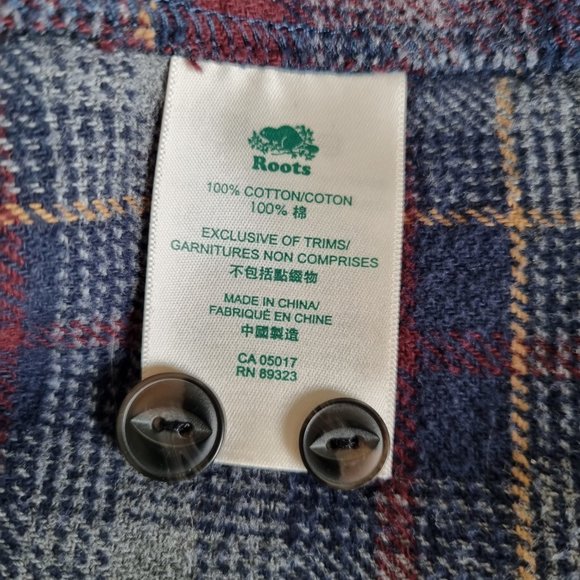 Roots
100% COTTON/COTON
100% 棉
EXCLUSIVE OF TRIMS/
GARNITURES NON COMPRISES
不包括點綴物
MADE IN CHINA/
FABRIQUÉ EN CHINE
中國製造
CA 05017
RN 89323